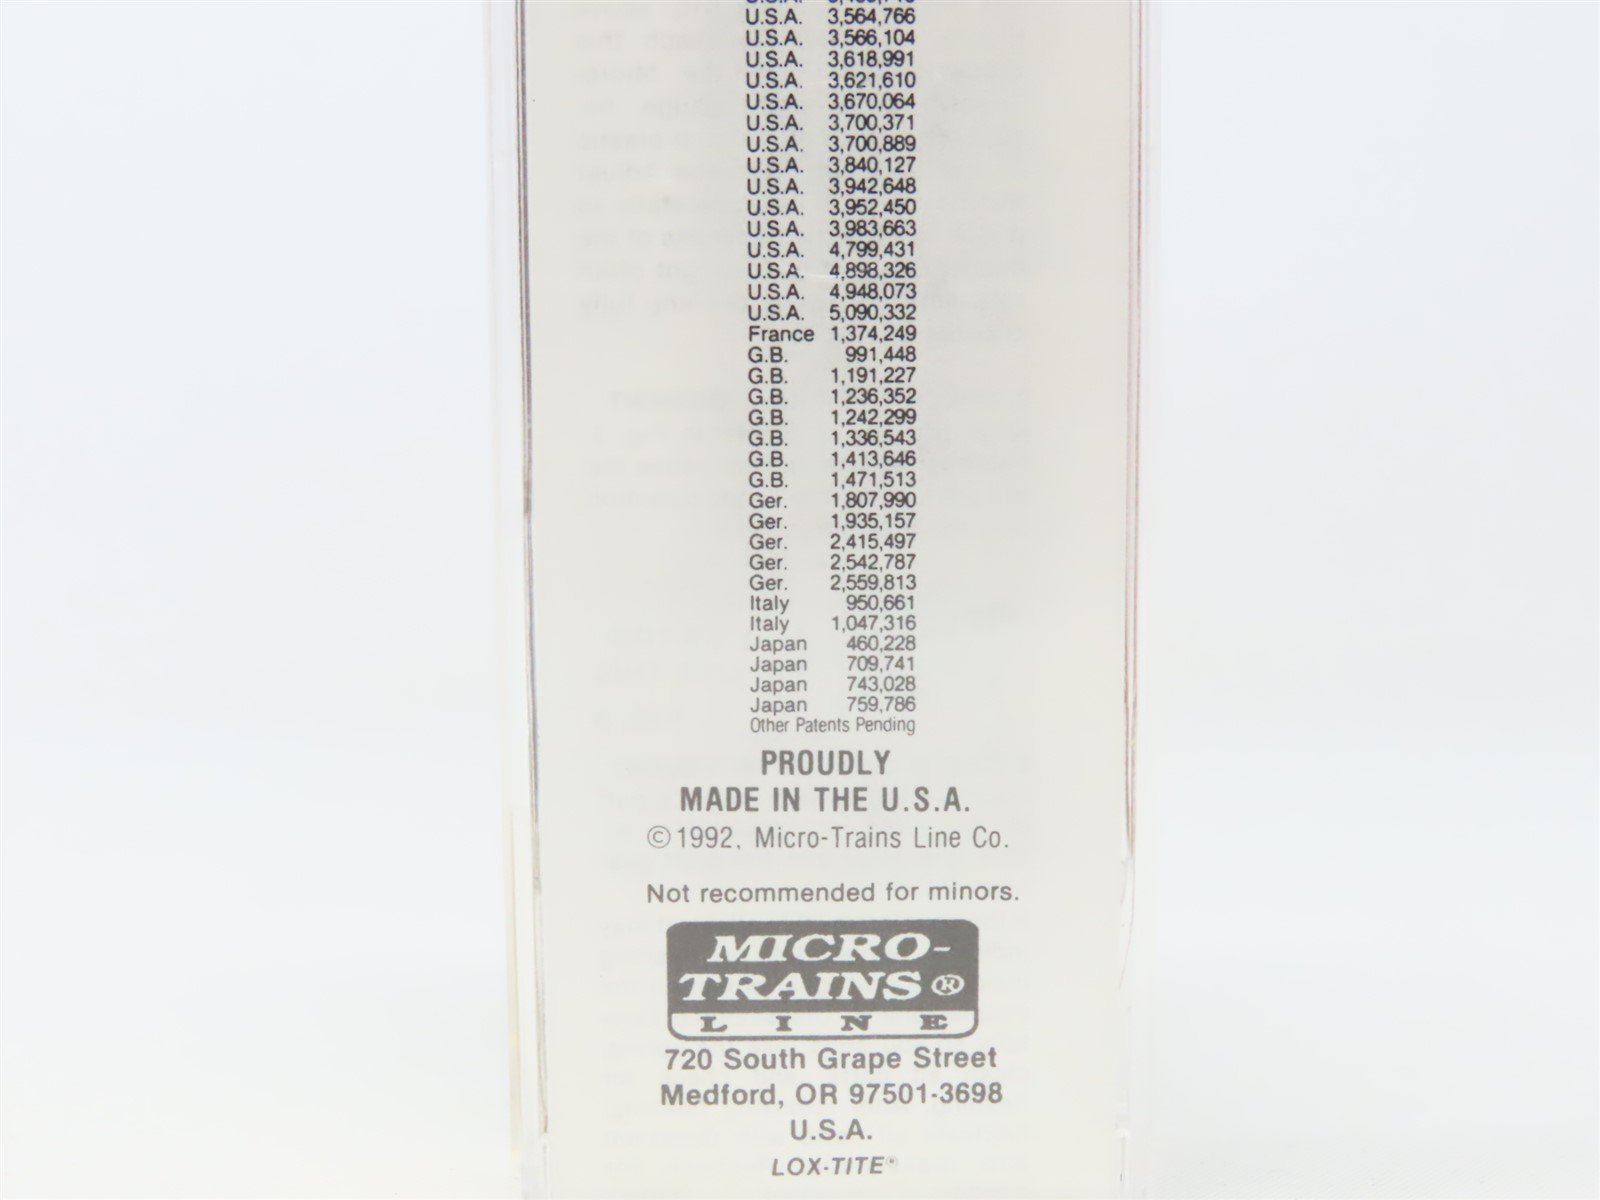 U.S.A. 3,564,766
U.S.A. 3,566,104
U.S.A. 3,618,991
U.S.A. 3,621,610
U.S.A. 3,670,064
U.S.A. 3,700,371
U.S.A. 3,700,889
U.S.A. 3,840,127
U.S.A. 3,942,648
U.S.A. 3,952,450
U.S.A. 3,983,663
U.S.A. 4,799,431
U.S.A. 4,898,326
U.S.A. 4,948,073
U.S.A. 5,090,332
France 1,374,249
G.B. 991,448
G.B. 1,191,227
G.B. 1,236,352
G.B. 1,242,299
G.B. 1,336,543
G.B. 1,413,646
G.B. 1,471,513
Ger. 1,807,990
Ger. 1,935,157
Ger. 2,415,497
Ger. 2,542,787
Ger. 2,559,813
Italy 950,661
Italy 1,047,316
Japan 460,228
Japan 709,741
Japan 743,028
Japan 759,786
Other Patents Pending
PROUDLY
MADE IN THE U.S.A.
©1992, Micro-Trains Line Co.
Not recommended for minors.
MICRO-
TRAINS®
LINE
720 South Grape Street
Medford, OR 97501-3698
U.S.A.
LOX-TITE®